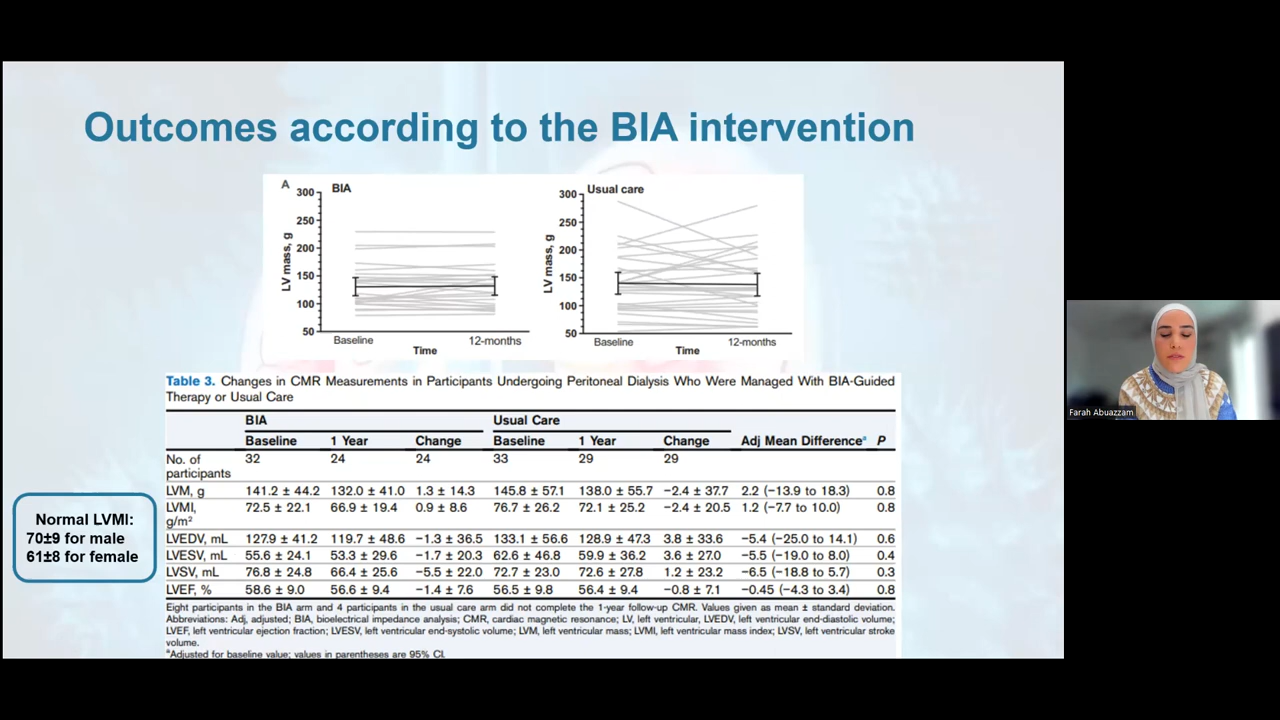 Outcomes according to the BIA intervention
A
BIA
300
250
200
150
100
50
LV mass, g
Baseline
12-months
Time
Usual care
300
250
200
150
100
50
LV mass, g
Baseline
12-months
Time
Table 3. Changes in CMR Measurements in Participants Undergoing Peritoneal Dialysis Who Were Managed With BIA-Guided
Therapy or Usual Care
BIA Usual Care
Baseline 1 Year Change Baseline 1 Year Change Adj Mean Differenceª P
No. of participants 32 24 24 33 29 29
LVM, g 141.2 ± 44.2 132.0 ± 41.0 1.3 ± 14.3 145.8 ± 57.1 138.0 ± 55.7 −2.4 ± 37.7 2.2 (−13.9 to 18.3) 0.8
LVMI, g/m² 72.5 ± 22.1 66.9 ± 19.4 0.9 ± 8.6 76.7 ± 26.2 72.1 ± 25.2 −2.4 ± 20.5 1.2 (−7.7 to 10.0) 0.8
LVEDV, mL 127.9 ± 41.2 119.7 ± 48.6 −1.3 ± 36.5 133.1 ± 56.6 128.9 ± 47.3 3.8 ± 33.6 −5.4 (−25.0 to 14.1) 0.6
LVESV, mL 55.6 ± 24.1 53.3 ± 29.6 −1.7 ± 20.3 62.6 ± 46.8 59.9 ± 36.2 3.6 ± 27.0 −5.5 (−19.0 to 8.0) 0.4
LVSV, mL 76.8 ± 24.8 66.4 ± 25.6 −5.5 ± 22.0 72.7 ± 23.0 72.6 ± 27.8 1.2 ± 23.2 −6.5 (−18.8 to 5.7) 0.3
LVEF, % 58.6 ± 9.0 56.6 ± 9.4 −1.4 ± 7.6 56.5 ± 9.8 56.4 ± 9.4 −0.8 ± 7.1 −0.45 (−4.3 to 3.4) 0.8
Eight participants in the BIA arm and 4 participants in the usual care arm did not complete the 1-year follow-up CMR. Values given as mean ± standard deviation.
Abbreviations: Adj, adjusted; BIA, bioelectrical impedance analysis; CMR, cardiac magnetic resonance; LV, left ventricular, LVEDV, left ventricular end-diastolic volume;
LVEF, left ventricular ejection fraction; LVESV, left ventricular end-systolic volume; LVM, left ventricular mass; LVMI, left ventricular mass index; LVSV, left ventricular stroke
volume.
ªAdjusted for baseline value; values in parentheses are 95% CI.
Normal LVMI:
70±9 for male
61±8 for female
Farah Abuazzam